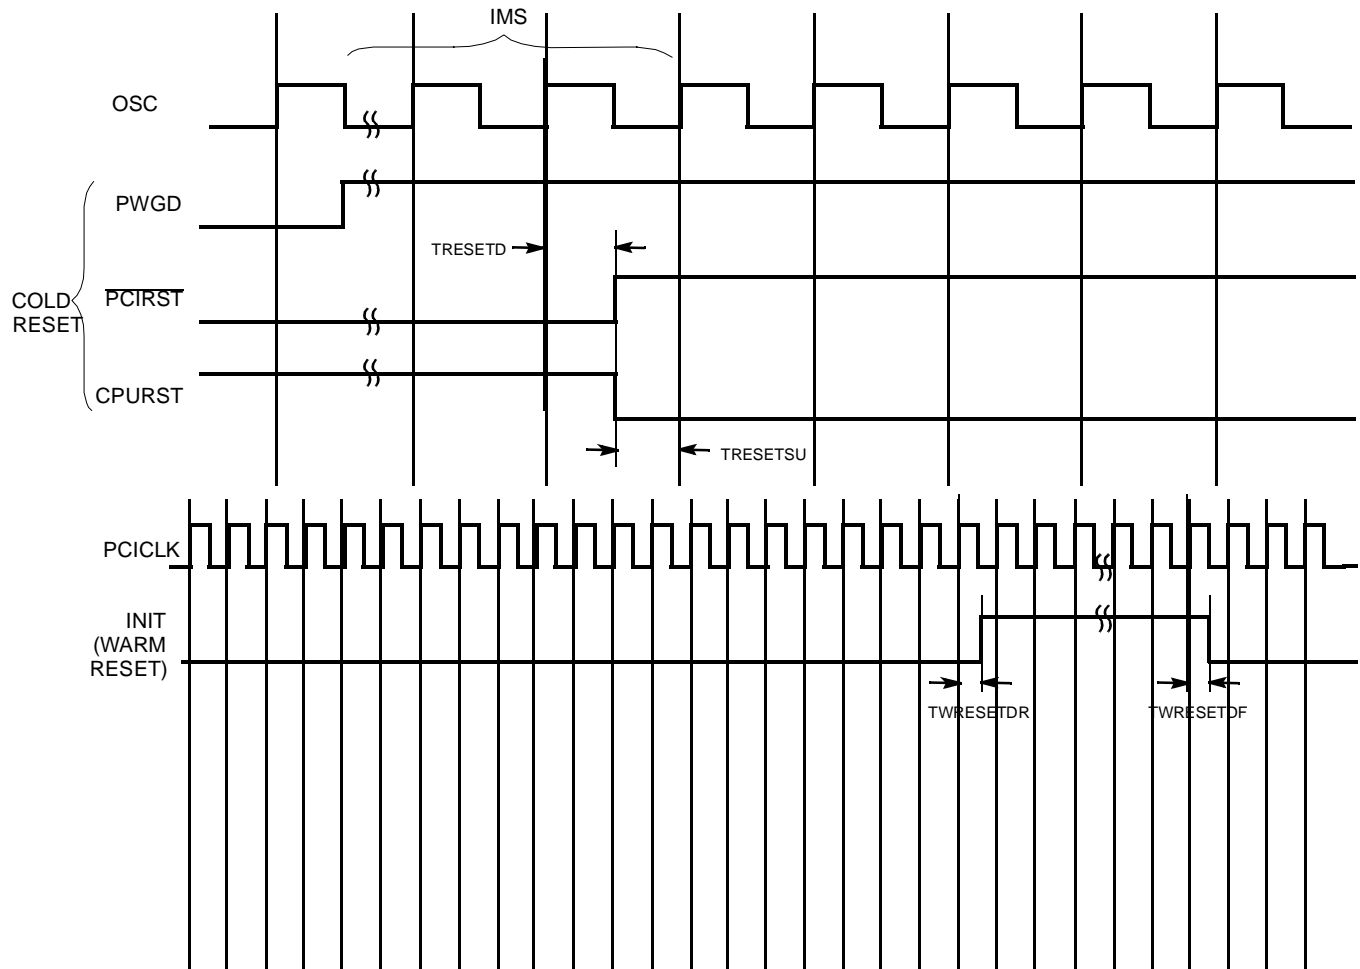 IMS
OSC
PWGD
TRESETD
PCIRST
COLD
RESET
CPURST
TRESETSU
PCICLK
INIT
(WARM
RESET)
TWRESETDR
TWRESETDF